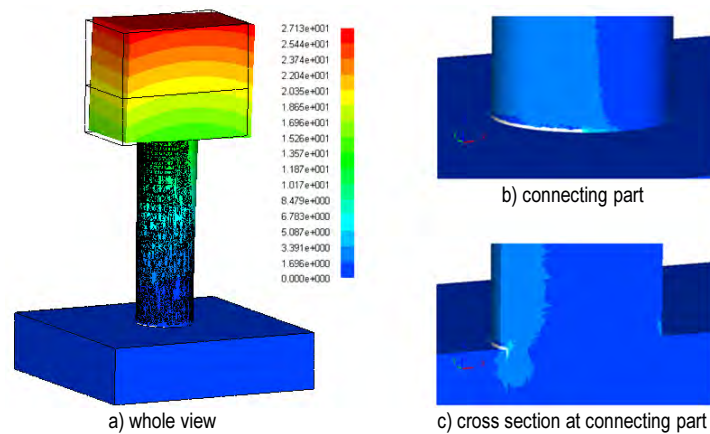 2.713e+001
2.544e+001
2.374e+001
2.204e+001
2.035e+001
1.865e+001
1.696e+001
1.526e+001
1.357e+001
1.187e+001
1.017e+001
8.479e+000
6.783e+000
5.087e+000
3.391e+000
1.696e+000
0.000e+000
a) whole view
b) connecting part
c) cross section at connecting part